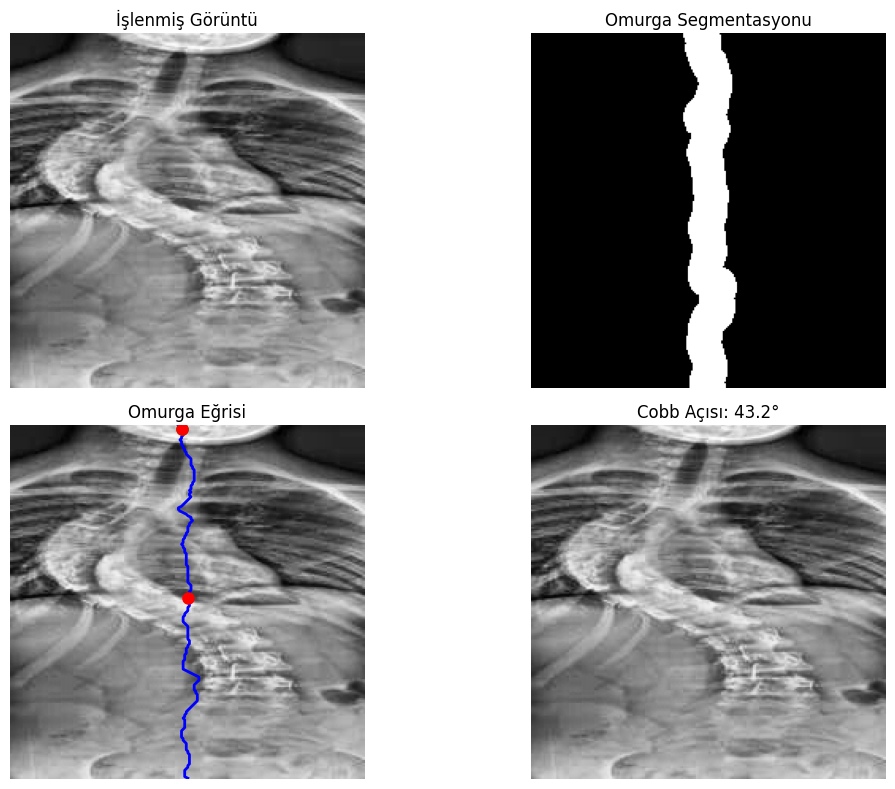 İşlenmiş Görüntü
Omurga Segmentasyonu
Omurga Eğrisi
Cobb Açısı: 43.2°